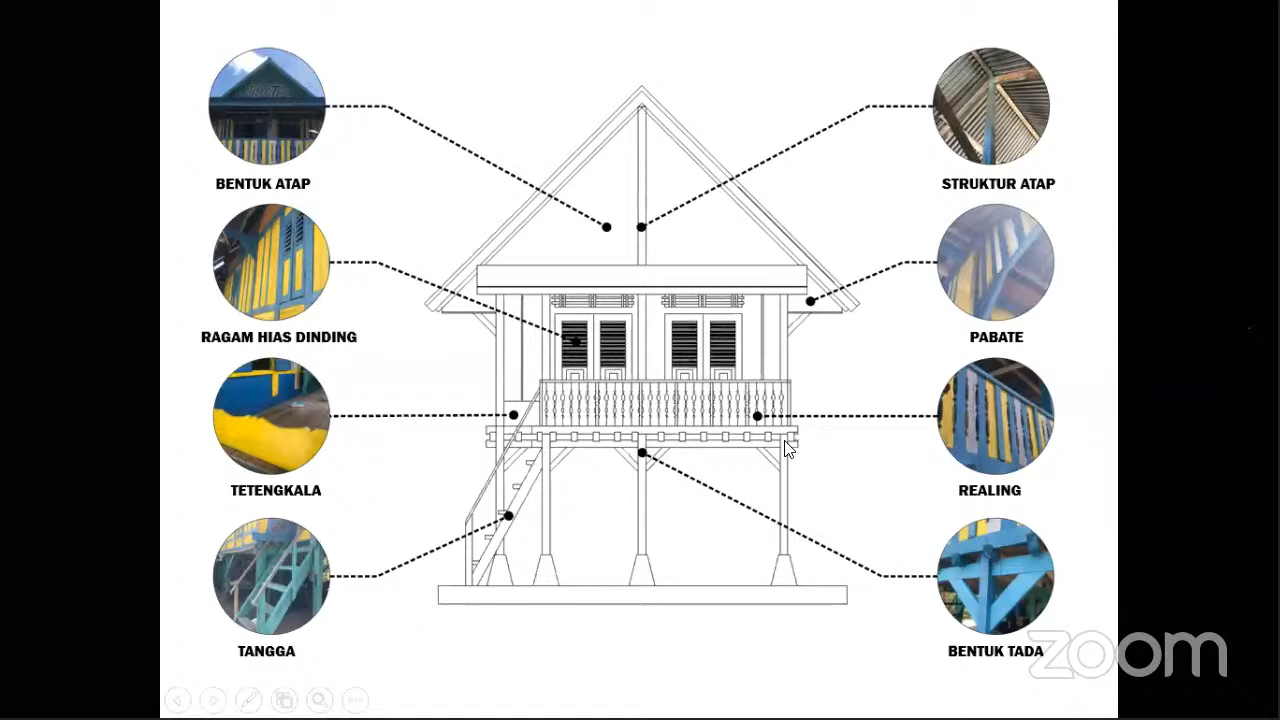 BENTUK ATAP
STRUKTUR ATAP
RAGAM HIAS DINDING
PABATE
TETENGKALA
REALING
TANGGA
BENTUK TADA
zoom